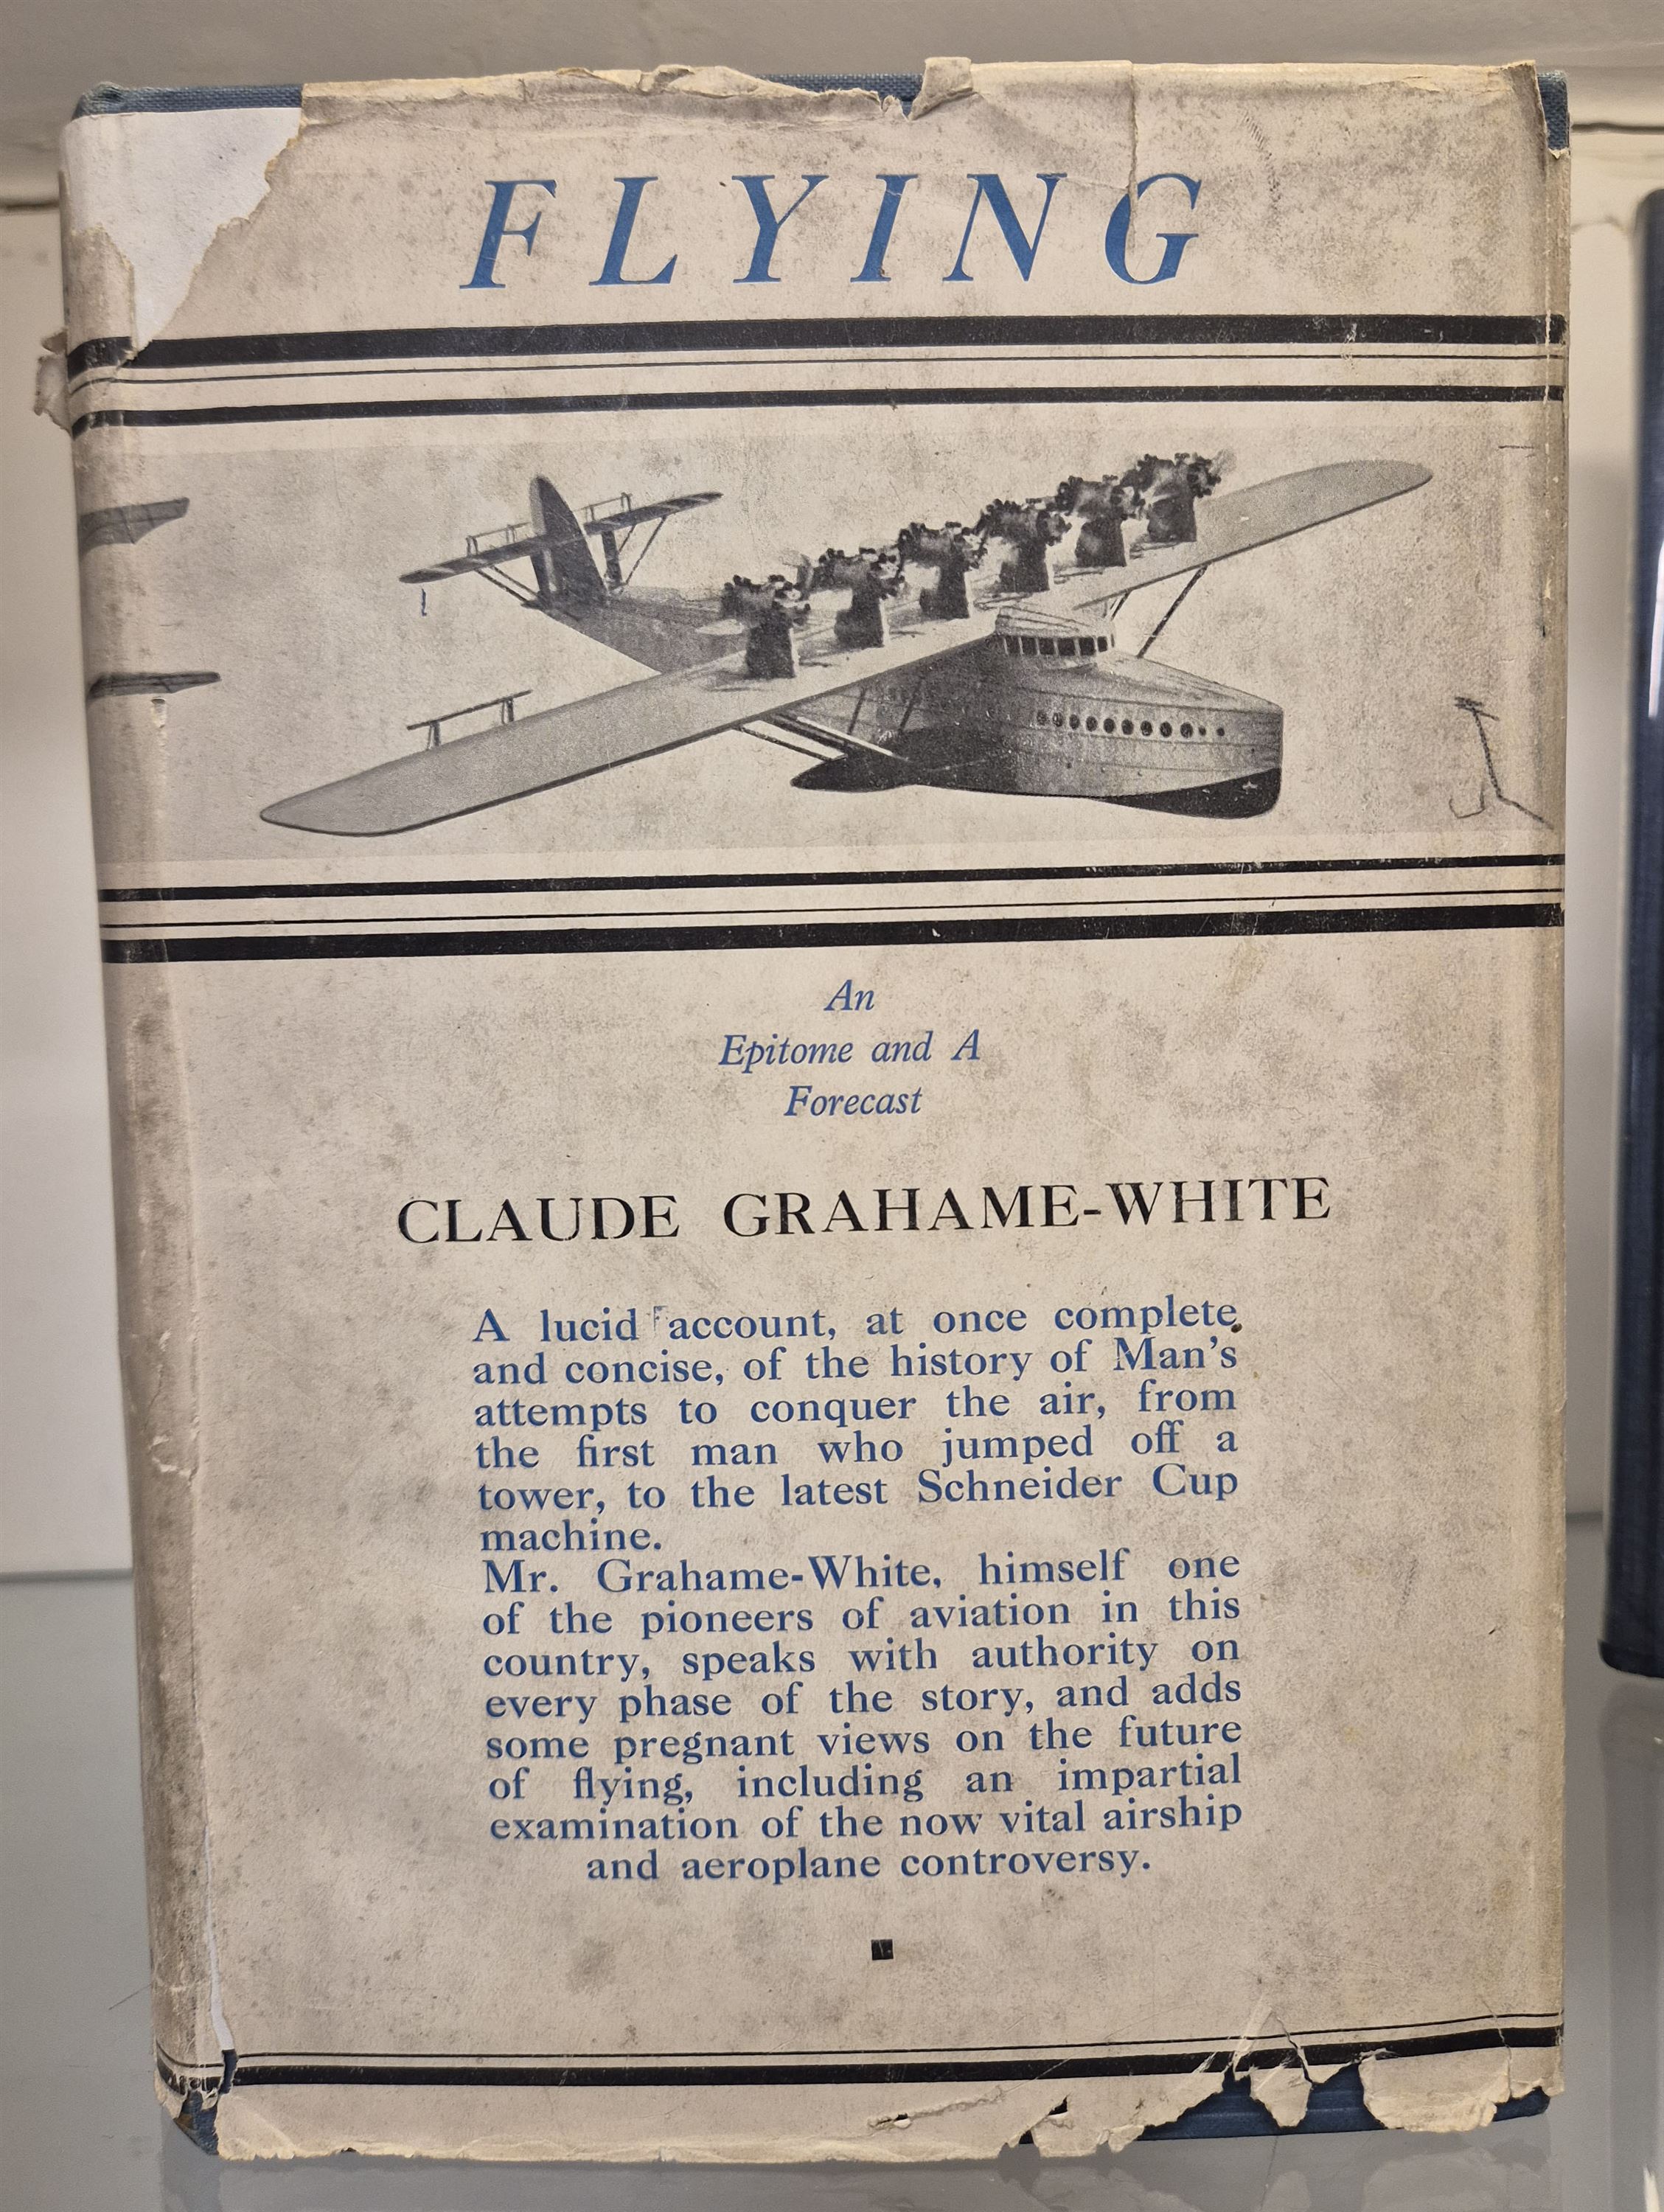 FLYING
An
Epitome and A
Forecast
CLAUDE GRAHAME-WHITE
A lucid account, at once complete
and concise, of the history of Man's
attempts to conquer the air, from
the first man who jumped off a
tower, to the latest Schneider Cup
machine.
Mr. Grahame-White, himself one
of the pioneers of aviation in this
country, speaks with authority on
every phase of the story, and adds
some pregnant views on the future
of flying, including an impartial
examination of the now vital airship
and aeroplane controversy.